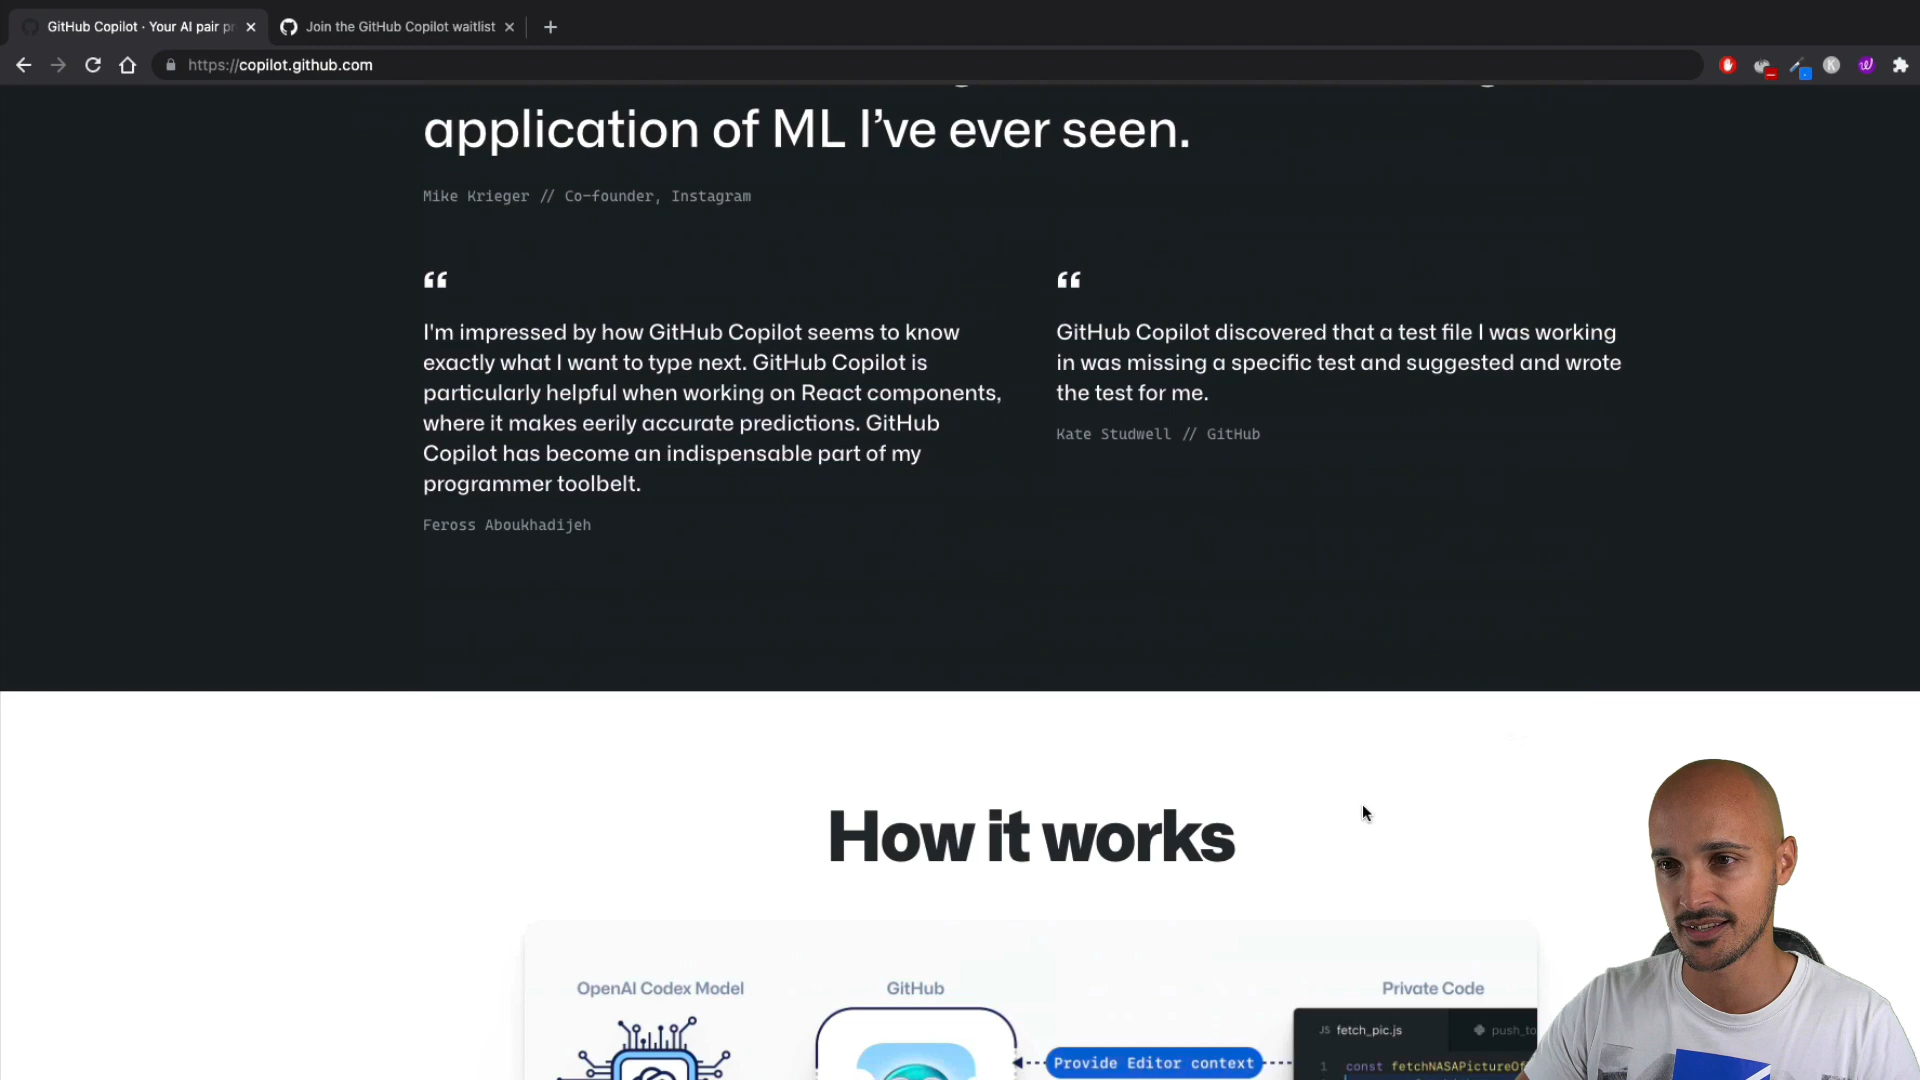 GitHub Copilot · Your AI pair pr
Join the GitHub Copilot waitlist
https://copilot.github.com
application of ML I've ever seen.
Mike Krieger // Co-founder, Instagram
“
“
I'm impressed by how GitHub Copilot seems to know
exactly what I want to type next. GitHub Copilot is
particularly helpful when working on React components,
where it makes eerily accurate predictions. GitHub
Copilot has become an indispensable part of my
programmer toolbelt.
Feross Aboukhadijeh
GitHub Copilot discovered that a test file I was working
in was missing a specific test and suggested and wrote
the test for me.
Kate Studwell // GitHub
How it works
OpenAI Codex Model
GitHub
Private Code
JS fetch_pic.js
push_to
Provide Editor context
1 const fetchNASAPictureOf